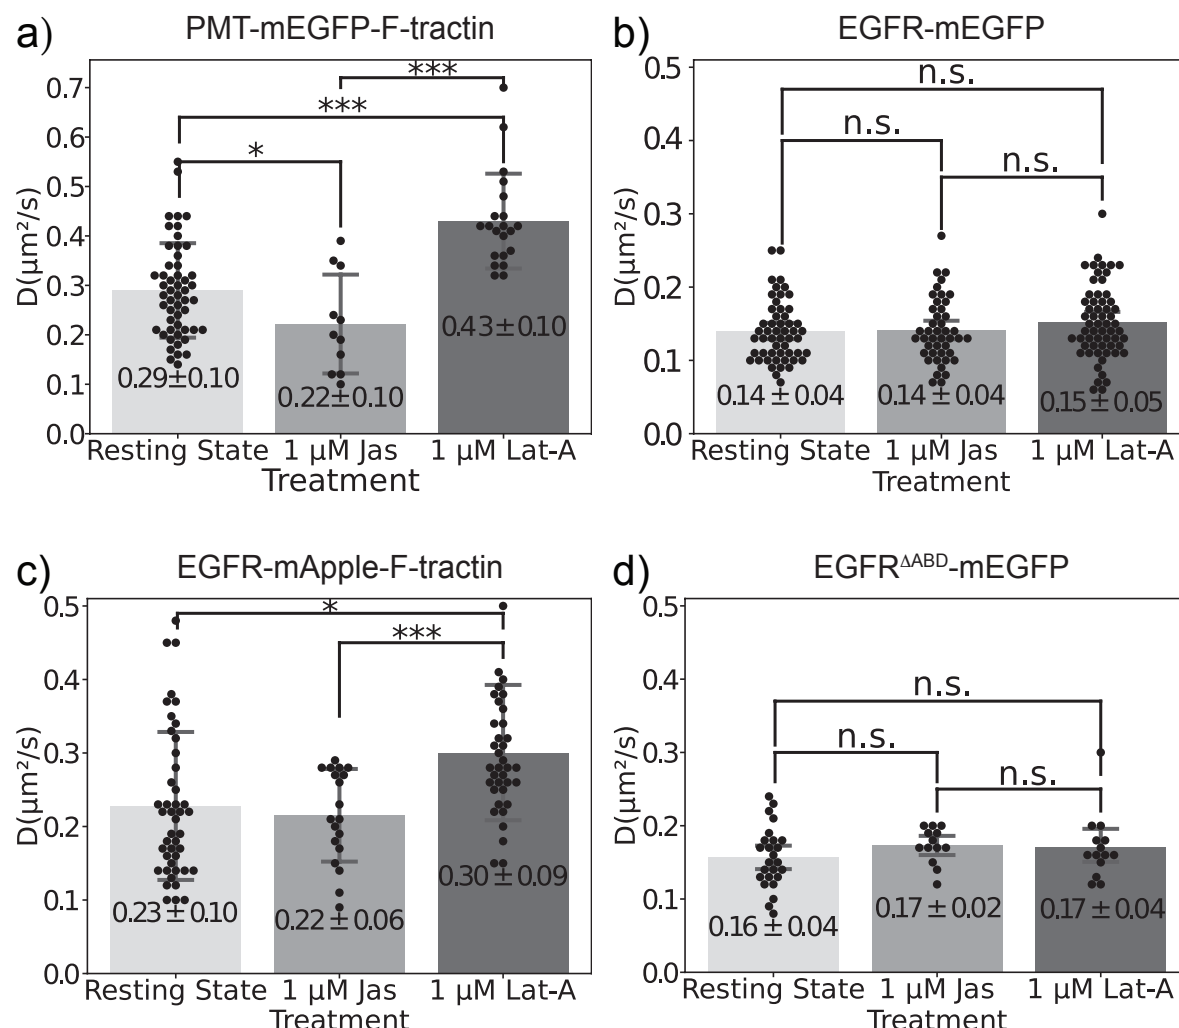 a)
PMT-mEGFP-F-tractin
D(μm²/s)
0.7
0.6
0.5
0.4
0.3
0.2
0.1
0.0
***
***
*
0.29±0.10
0.22±0.10
0.43±0.10
Resting State 1 μM Jas 1 μM Lat-A
Treatment
b)
EGFR-mEGFP
D(μm²/s)
0.5
0.4
0.3
0.2
0.1
0.0
n.s.
n.s.
n.s.
0.14 ± 0.04
0.14 ± 0.04
0.15 ± 0.05
Resting State 1 μM Jas 1 μM Lat-A
Treatment
c)
EGFR-mApple-F-tractin
D(μm²/s)
0.5
0.4
0.3
0.2
0.1
0.0
*
***
0.23 ± 0.10
0.22 ± 0.06
0.30 ± 0.09
Resting State 1 μM Jas 1 μM Lat-A
Treatment
d)
EGFR^ΔABD-mEGFP
D(μm²/s)
0.5
0.4
0.3
0.2
0.1
0.0
n.s.
n.s.
n.s.
0.16 ± 0.04
0.17 ± 0.02
0.17 ± 0.04
Resting State 1 μM Jas 1 μM Lat-A
Treatment